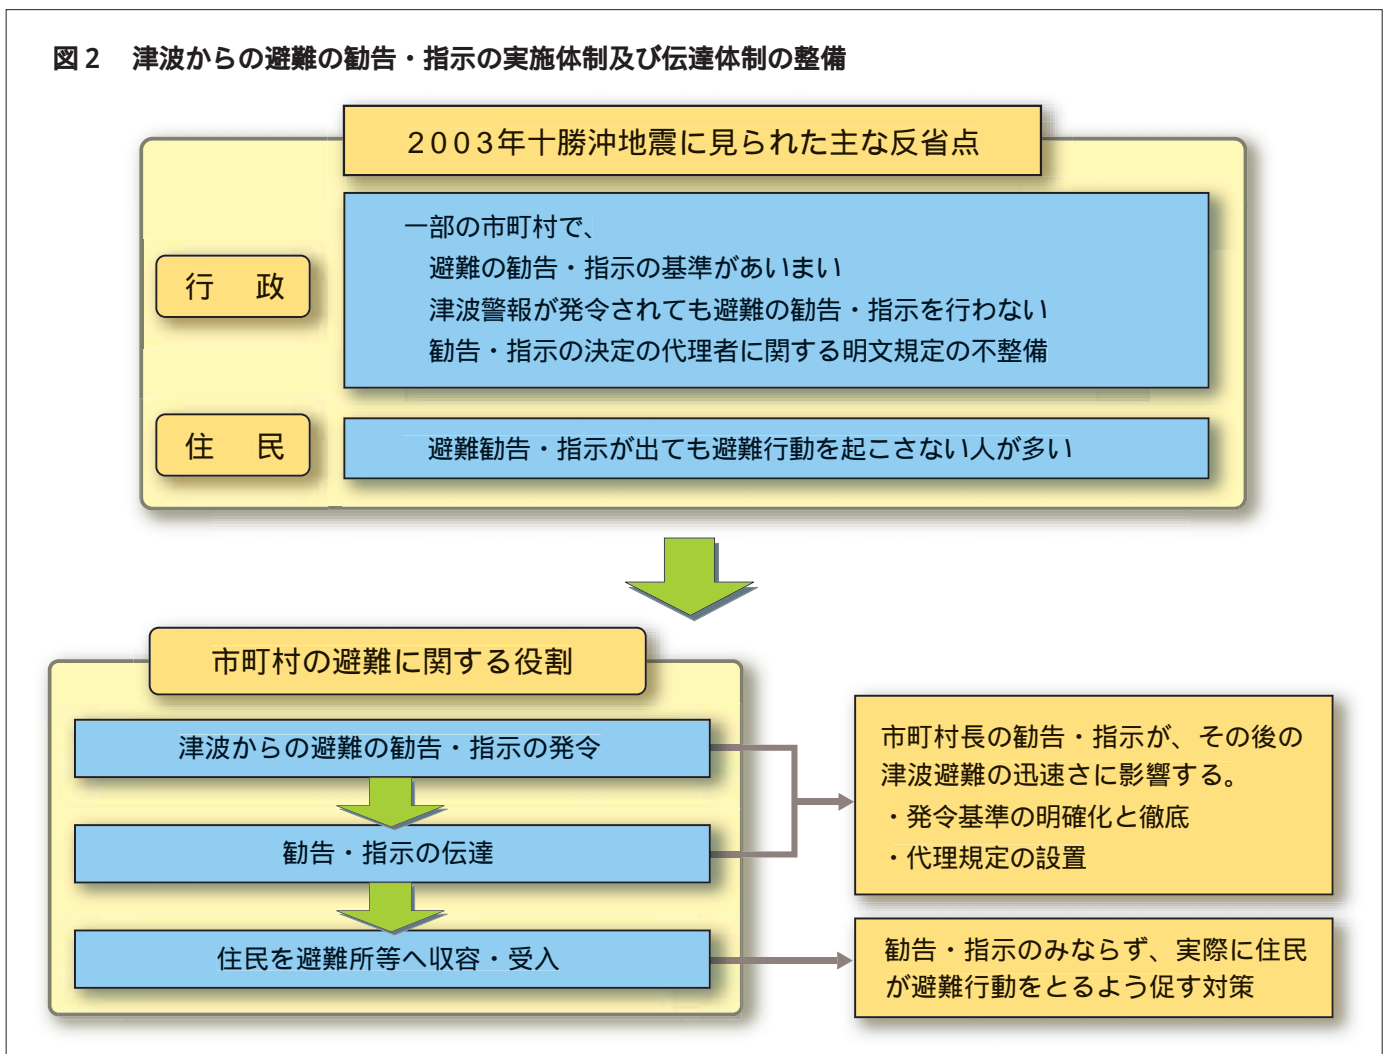 図2 津波からの避難の勧告・指示の実施体制及び伝達体制の整備
2003年十勝沖地震に見られた主な反省点
行 政
一部の市町村で、
避難の勧告・指示の基準があいまい
津波警報が発令されても避難の勧告・指示を行わない
勧告・指示の決定の代理者に関する明文規定の不整備
住 民
避難勧告・指示が出ても避難行動を起こさない人が多い
市町村の避難に関する役割
津波からの避難の勧告・指示の発令
勧告・指示の伝達
住民を避難所等へ収容・受入
市町村長の勧告・指示が、その後の
津波避難の迅速さに影響する。
・発令基準の明確化と徹底
・代理規定の設置
勧告・指示のみならず、実際に住民
が避難行動をとるよう促す対策